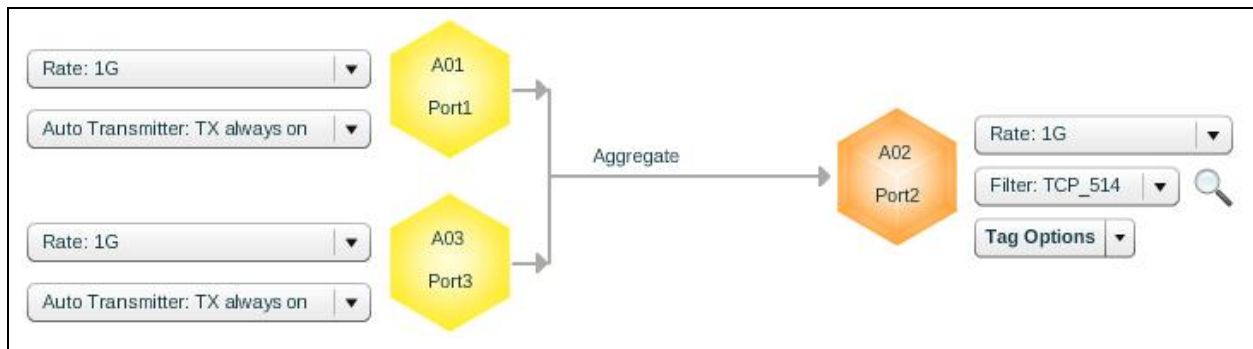 Rate: 1G
Auto Transmitter: TX always on
A01
Port1
Aggregate
Rate: 1G
Auto Transmitter: TX always on
A03
Port3
A02
Port2
Rate: 1G
Filter: TCP_514
Tag Options